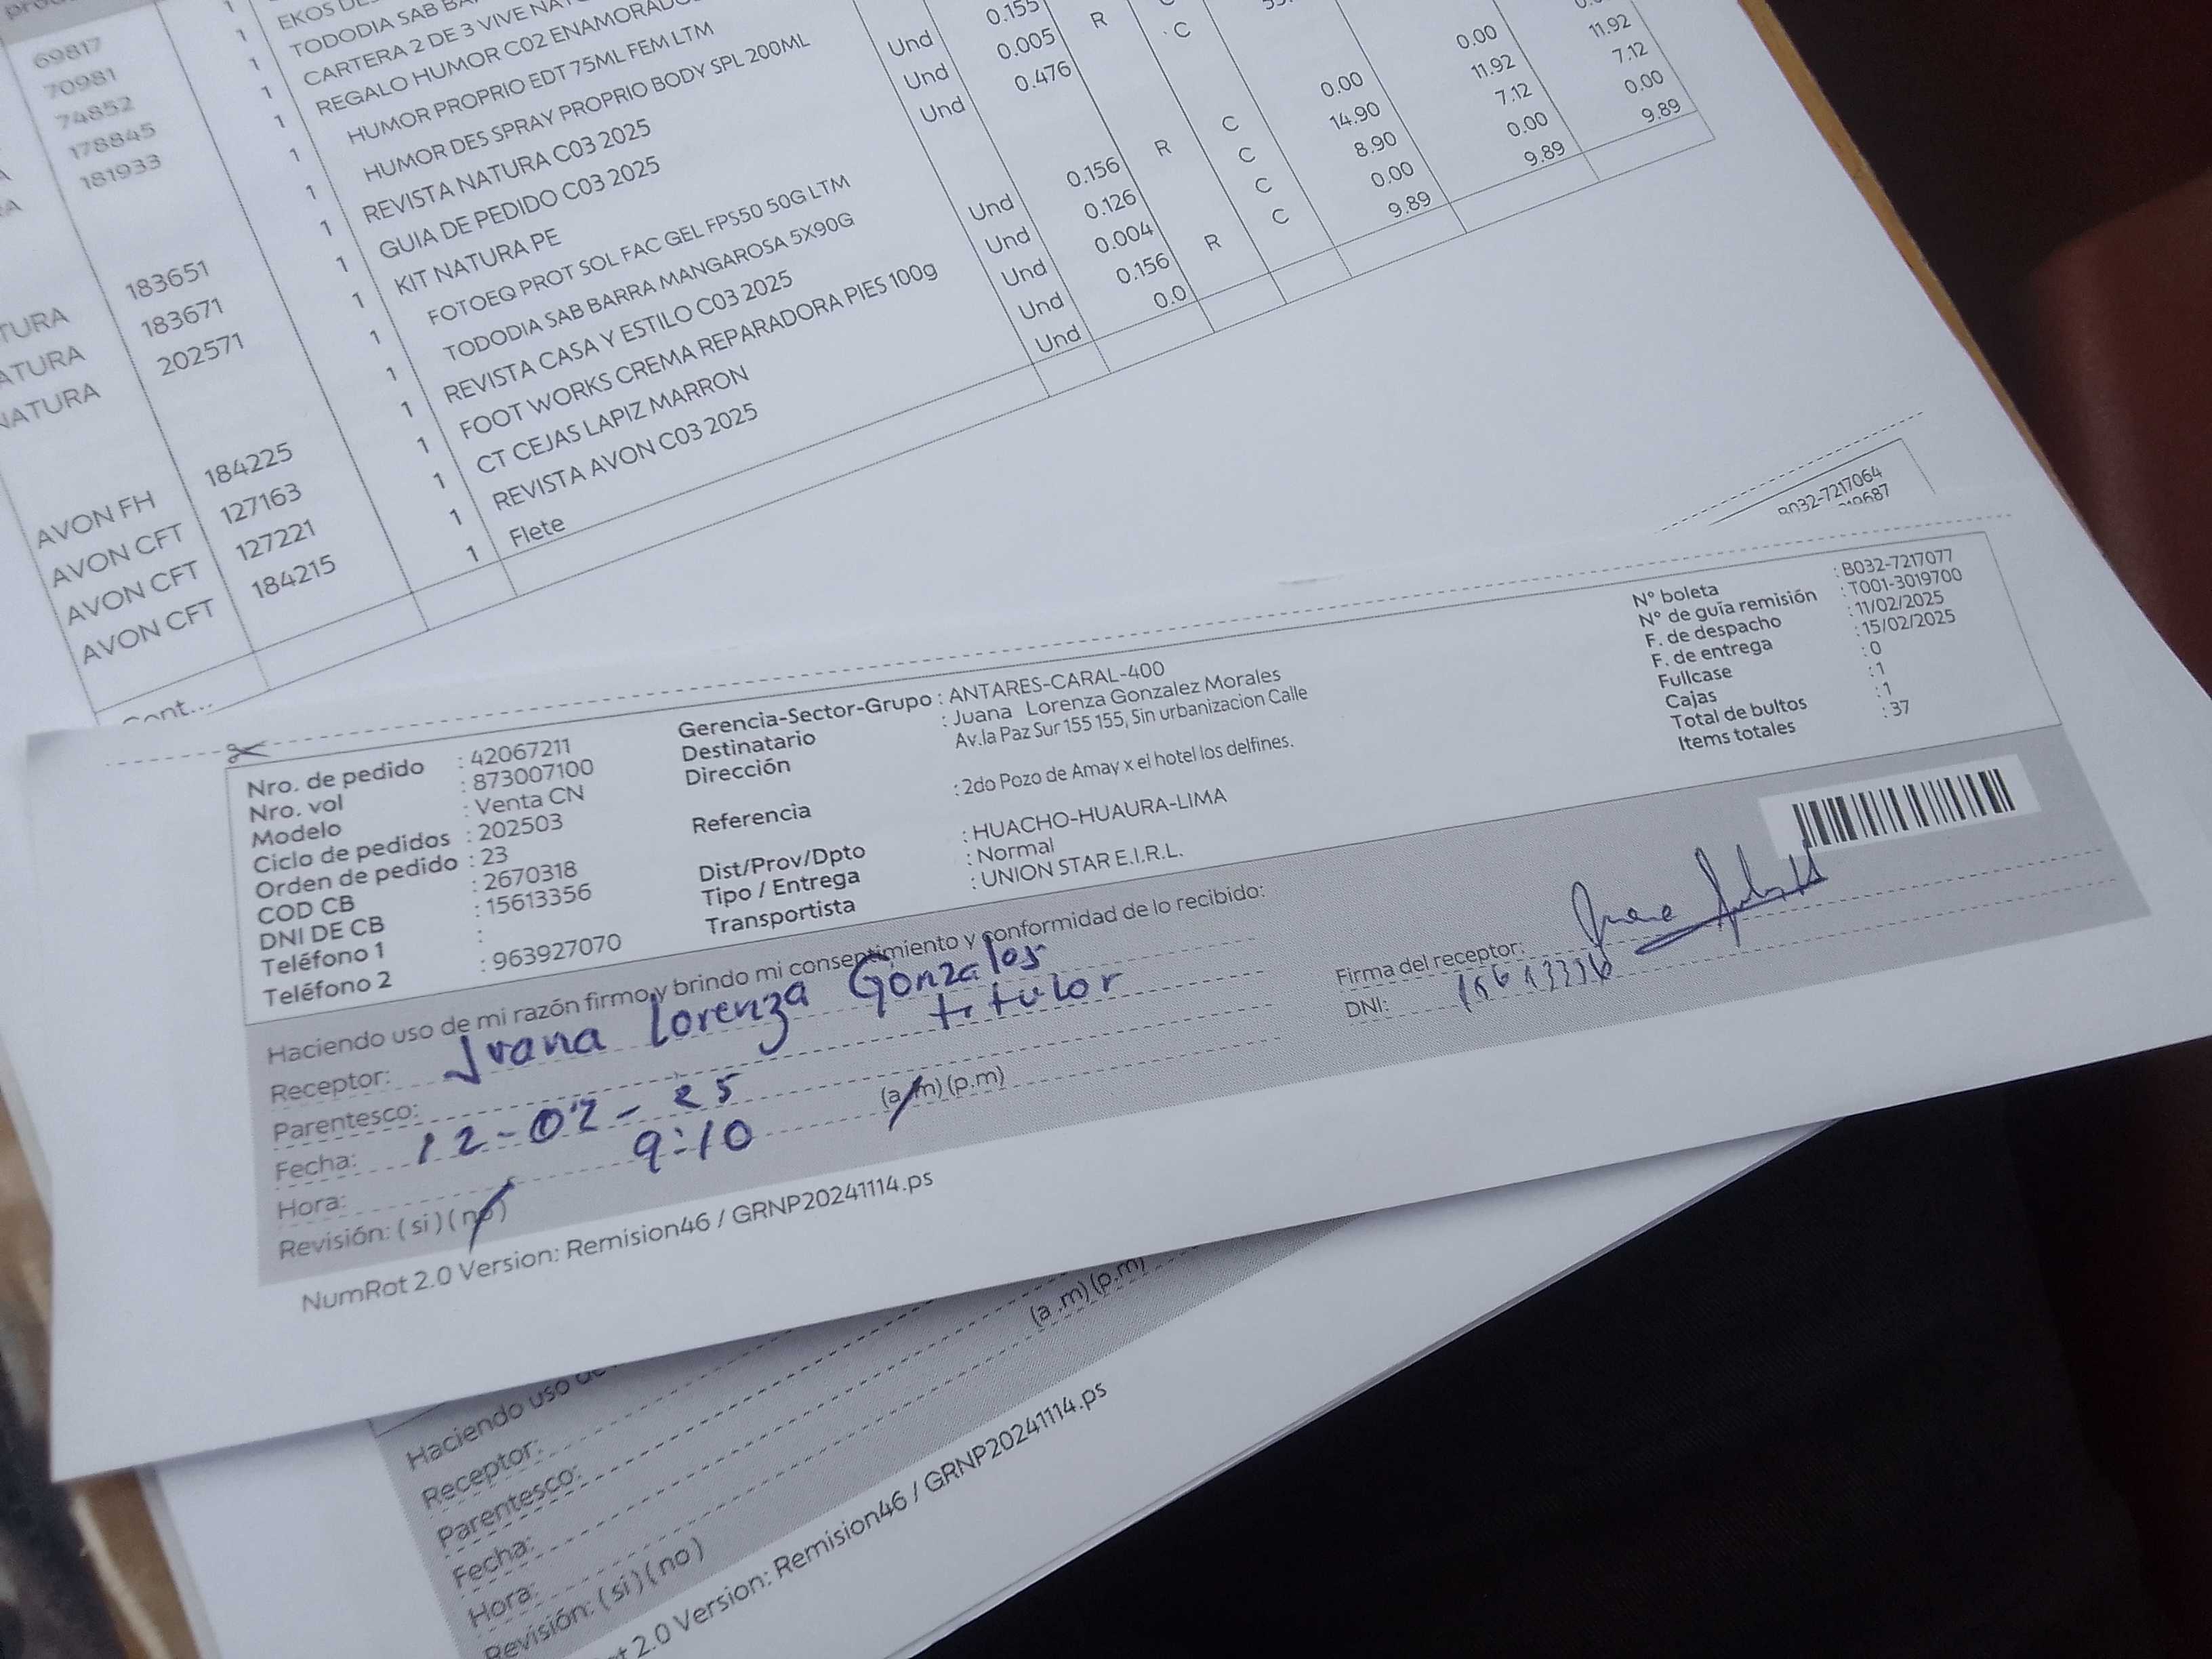 69817
70981
74852
178845
181933
183651
183671
202571
184225
127163
127221
184215
TURA
ATURA
NATURA
AVON FH
AVON CFT
AVON CFT
AVON CFT
1 TODODIA SAB
1 CARTERA 2 DE 3 VIVE
1 REGALO HUMOR C02
1 HUMOR PROPRIO EDT 75ML FEM LTM
1 HUMOR DES SPRAY PROPRIO BODY SPL 200ML
REVISTA NATURA C03 2025
GUIA DE PEDIDO C03 2025
KIT NATURA PE
FOTOEQ PROT SOL FAC GEL FPS50 50G LTM
TODODIA SAB BARRA MANGAROSA 5X90G
REVISTA CASA Y ESTILO C03 2025
FOOT WORKS CREMA REPARADORA PIES 100g
CT CEJAS LAPIZ MARRON
REVISTA AVON C03 2025
Flete
Und 0.155
Und 0.005 R
Und 0.476 C
Und 0.156 R C 0.00 0.00
Und 0.126 C 14.90 11.92 11.92
Und 0.004 C 8.90 7.12 7.12
Und 0.156 R C 0.00 0.00 0.00
Und 0.0 9.89 9.89 9.89
B032-7217064
Nro. de pedido : 42067211
Nro. vol : 873007100
Modelo : Venta CN
Ciclo de pedidos : 202503
Orden de pedido : 23
COD CB : 2670318
DNI DE CB : 15613356
Teléfono 1 :
Teléfono 2 : 963927070
Gerencia-Sector-Grupo : ANTARES-CARAL-400
Destinatario : Juana Lorenza Gonzalez Morales
Dirección Av.la Paz Sur 155 155, Sin urbanizacion Calle
Referencia : 2do Pozo de Amay x el hotel los delfines.
Dist/Prov/Dpto : HUACHO-HUAURA-LIMA
Tipo / Entrega : Normal
Transportista : UNION STAR E.I.R.L.
N° boleta : B032-7217077
N° de guía remisión : T001-3019700
F. de despacho : 11/02/2025
F. de entrega : 15/02/2025
Fullcase : 0
Cajas : 1
Total de bultos : 1
Items totales : 37
Haciendo uso de mi razón firmo y brindo mi consentimiento y conformidad de lo recibido:
Receptor: Juana Lorenza Gonzales
Parentesco: titular
Fecha: 12-02-25
Hora: 9:10 (a.m) (p.m)
Revisión: (si) (no)
Firma del receptor:
DNI: 15613356
NumRot 2.0 Version: Remision46 / GRNP20241114.ps
Haciendo uso
Receptor:
Parentesco:
Fecha:
Hora: (a.m) (p.m)
Revisión: (si) (no)
2.0 Version: Remision46 / GRNP20241114.ps